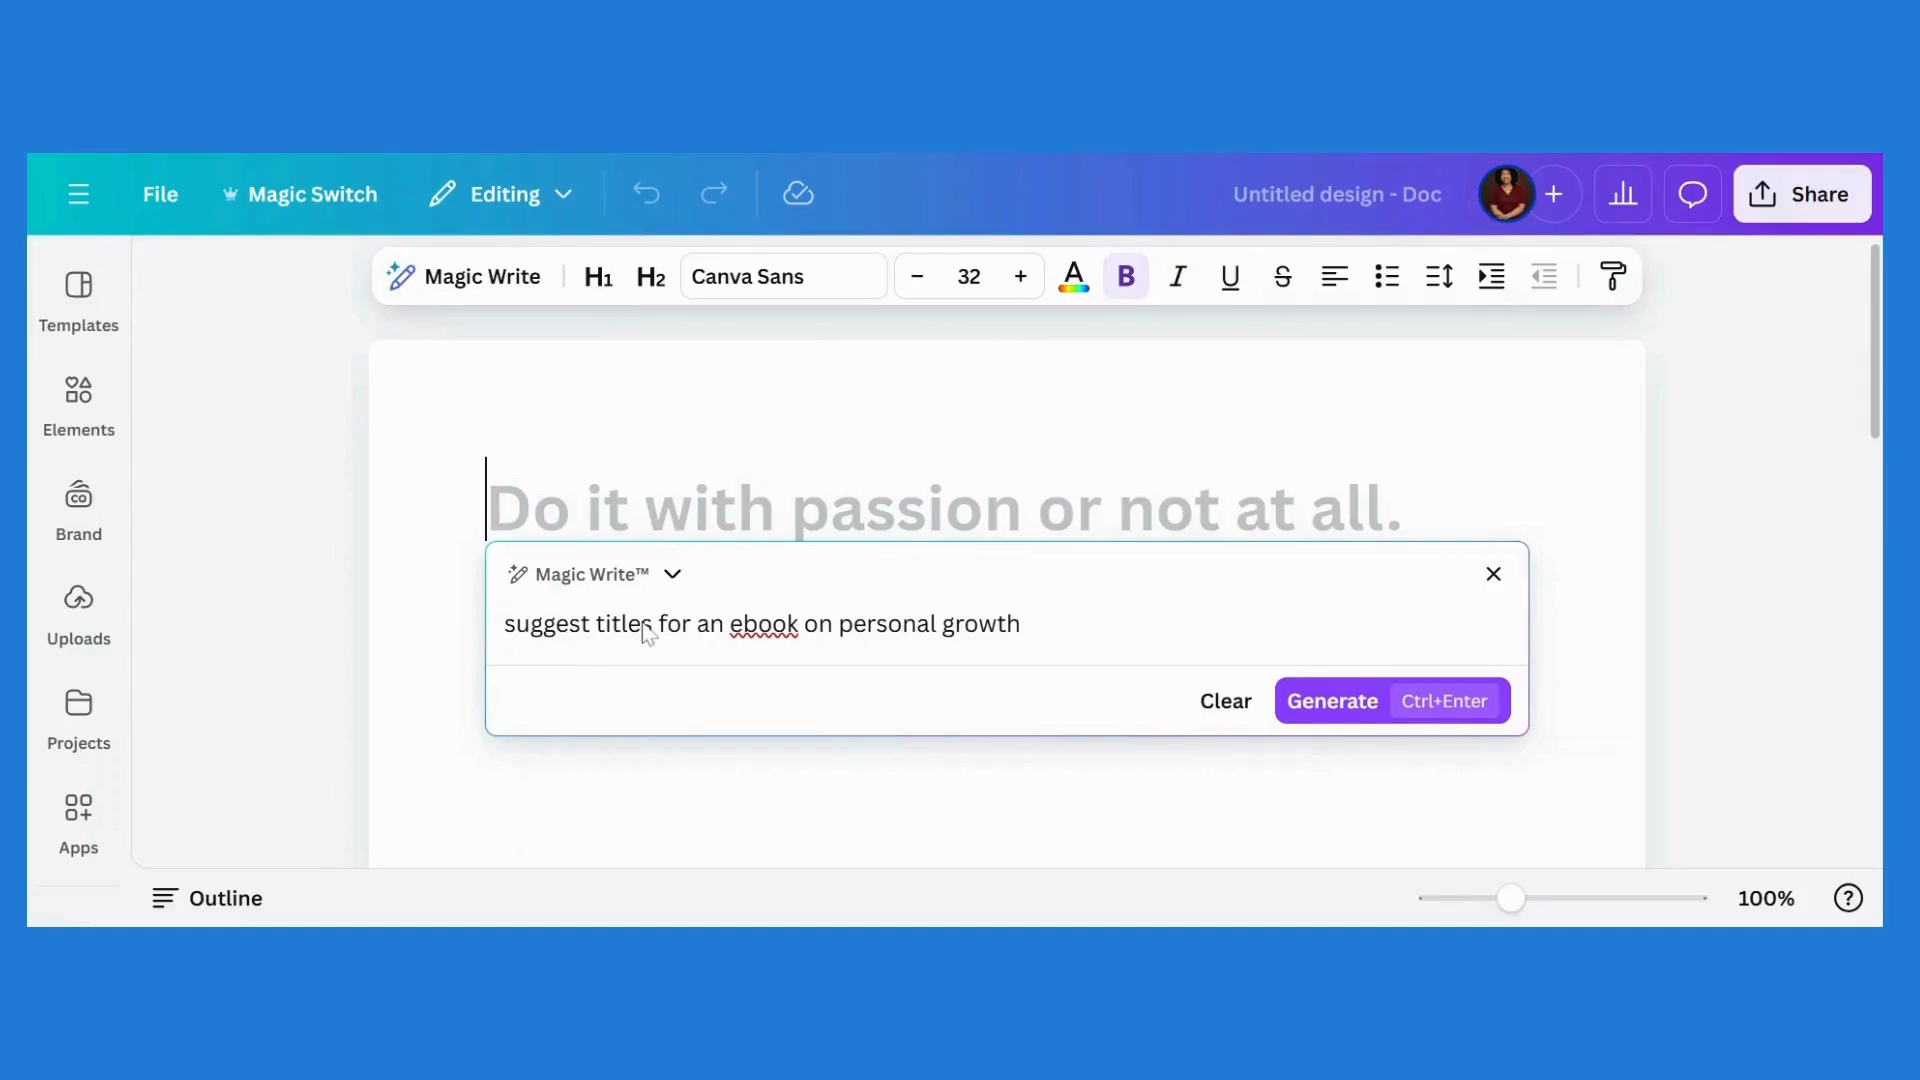 File
Magic Switch
Editing
Untitled design - Doc
Share
Magic Write
H1
H2
Canva Sans
– 32 +
A
B
I
U
S
Templates
Elements
CO
Brand
Uploads
Projects
Apps
Do it with passion or not at all.
Magic Write™
suggest titles for an ebook on personal growth
Clear
Generate Ctrl+Enter
Outline
100%
?